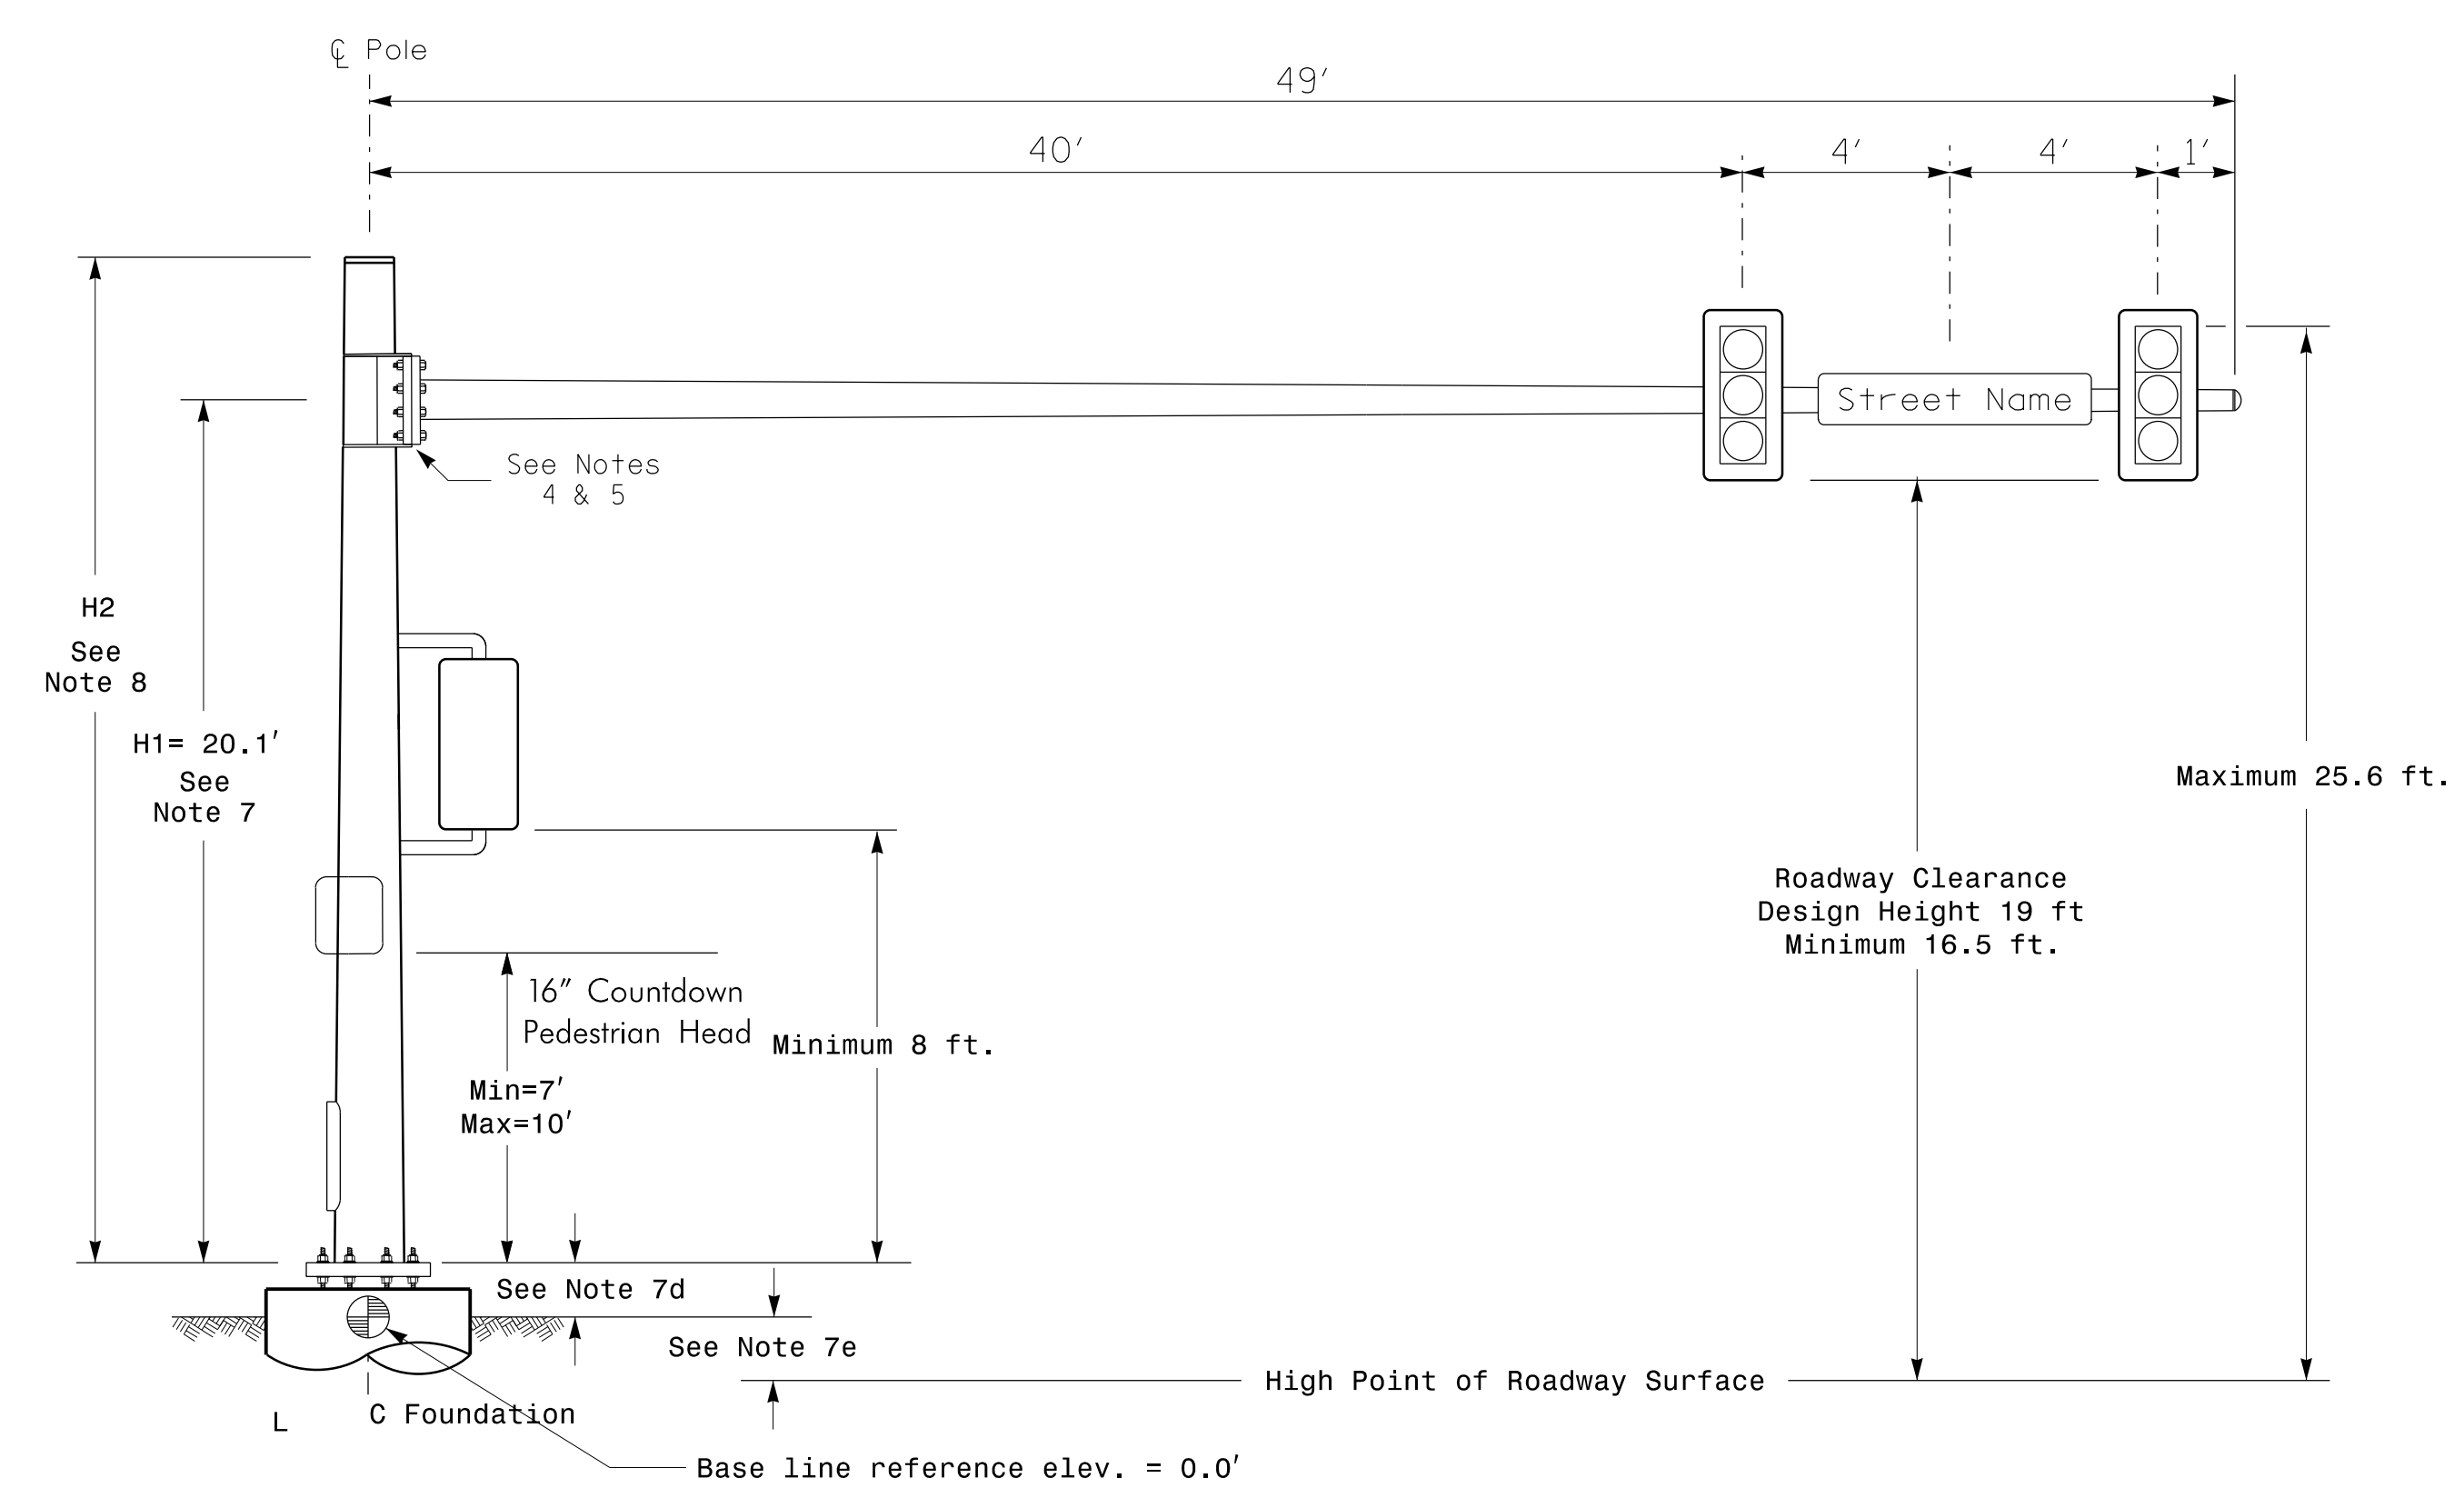 ℄ Pole
49′
40′
4′
4′
1′
Street Name
See Notes
4 & 5
H2
See
Note 8
H1= 20.1′
See
Note 7
Maximum 25.6 ft.
Roadway Clearance
Design Height 19 ft
Minimum 16.5 ft.
16″ Countdown
Pedestrian Head
Minimum 8 ft.
Min=7′
Max=10′
See Note 7d
See Note 7e
High Point of Roadway Surface
C Foundation
L
Base line reference elev. = 0.0′